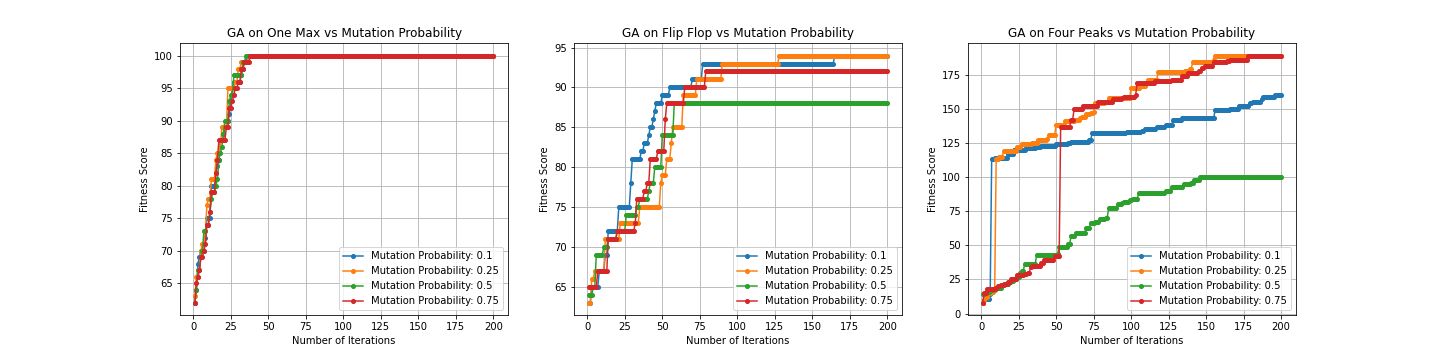 GA on One Max vs Mutation Probability
Fitness Score
100
95
90
85
80
75
70
65
0
25
50
75
100
125
150
175
200
Number of Iterations
Mutation Probability: 0.1
Mutation Probability: 0.25
Mutation Probability: 0.5
Mutation Probability: 0.75
GA on Flip Flop vs Mutation Probability
Fitness Score
95
90
85
80
75
70
65
0
25
50
75
100
125
150
175
200
Number of Iterations
Mutation Probability: 0.1
Mutation Probability: 0.25
Mutation Probability: 0.5
Mutation Probability: 0.75
GA on Four Peaks vs Mutation Probability
Fitness Score
175
150
125
100
75
50
25
0
0
25
50
75
100
125
150
175
200
Number of Iterations
Mutation Probability: 0.1
Mutation Probability: 0.25
Mutation Probability: 0.5
Mutation Probability: 0.75